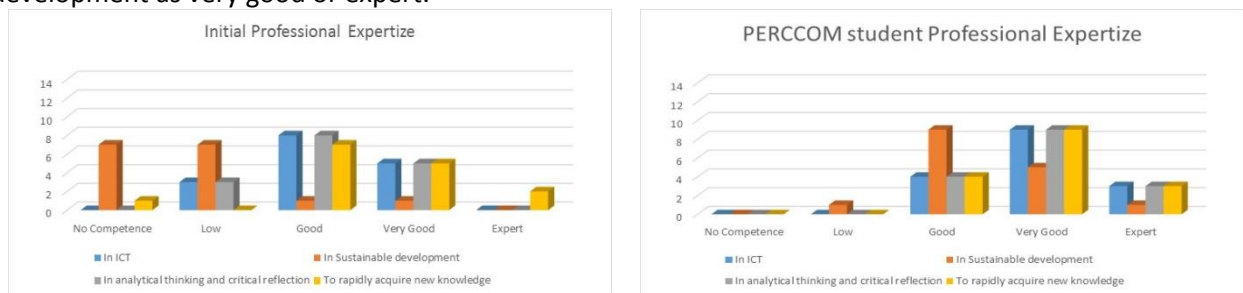 development as very good or expert.
Initial Professional Expertize
14
12
10
8
6
4
2
0
No Competence Low Good Very Good Expert
In ICT In Sustainable development
In analytical thinking and critical reflection To rapidly acquire new knowledge
PERCCOM student Professional Expertize
14
12
10
8
6
4
2
0
No Competence Low Good Very Good Expert
In ICT In Sustainable development
In analytical thinking and critical reflection To rapidly acquire new knowledge